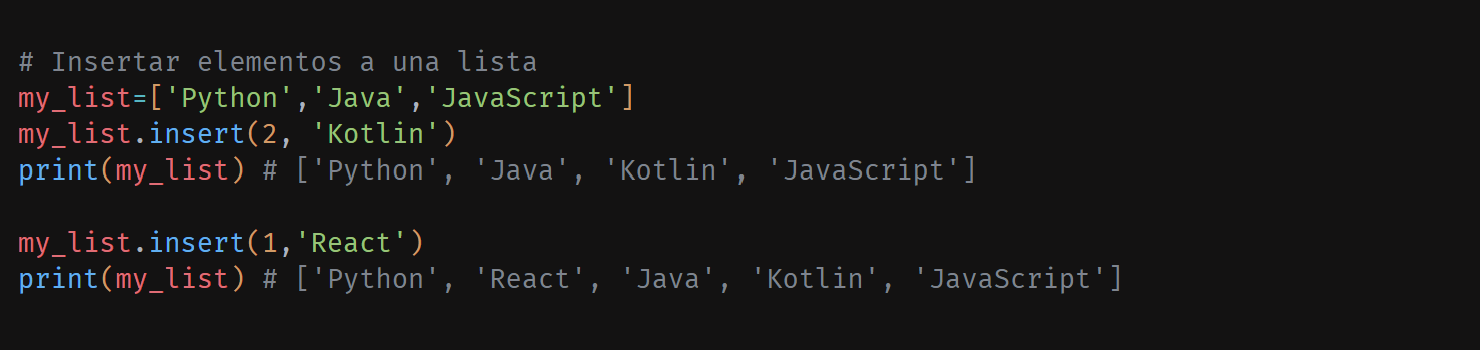 # Insertar elementos a una lista
my_list=['Python','Java','JavaScript']
my_list.insert(2, 'Kotlin')
print(my_list) # ['Python', 'Java', 'Kotlin', 'JavaScript']
my_list.insert(1,'React')
print(my_list) # ['Python', 'React', 'Java', 'Kotlin', 'JavaScript']